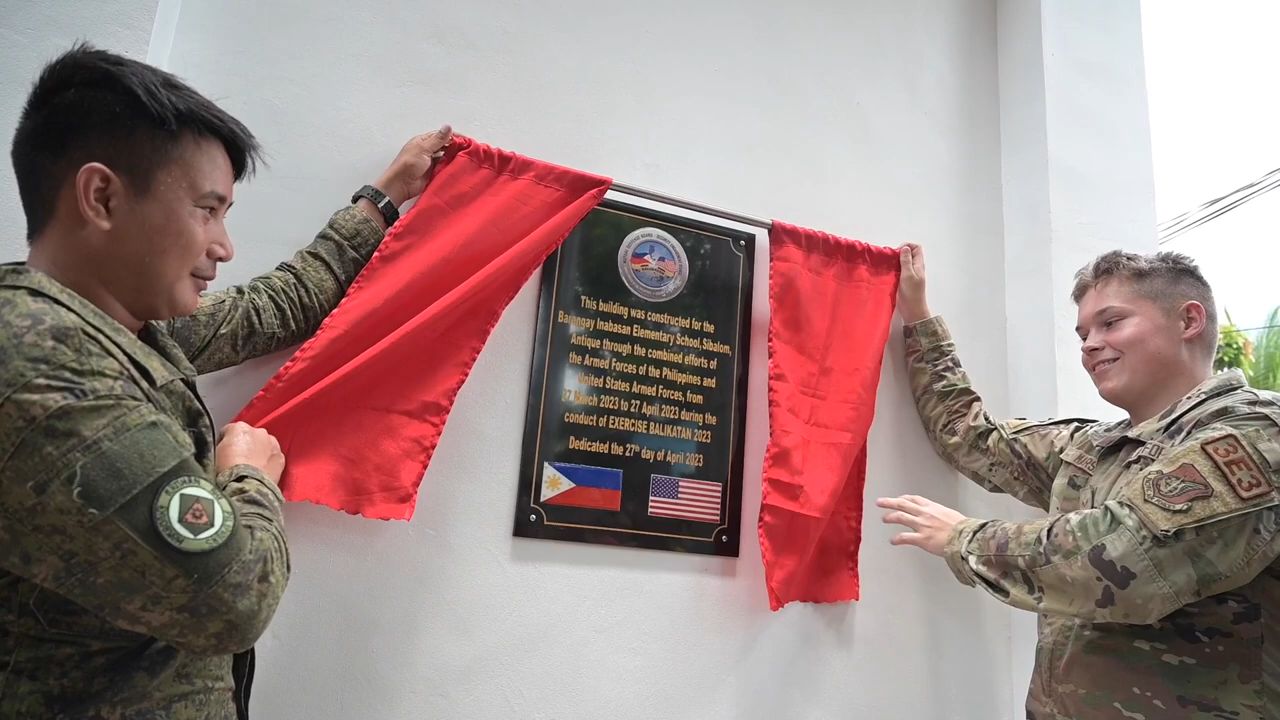 This building was constructed for the
Barangay Inabasan Elementary School, Sibalom,
Antique through the combined efforts of
the Armed Forces of the Philippines and
United States Armed Forces, from
27 March 2023 to 27 April 2023 during the
conduct of EXERCISE BALIKATAN 2023
Dedicated the 27th day of April 2023
3E3